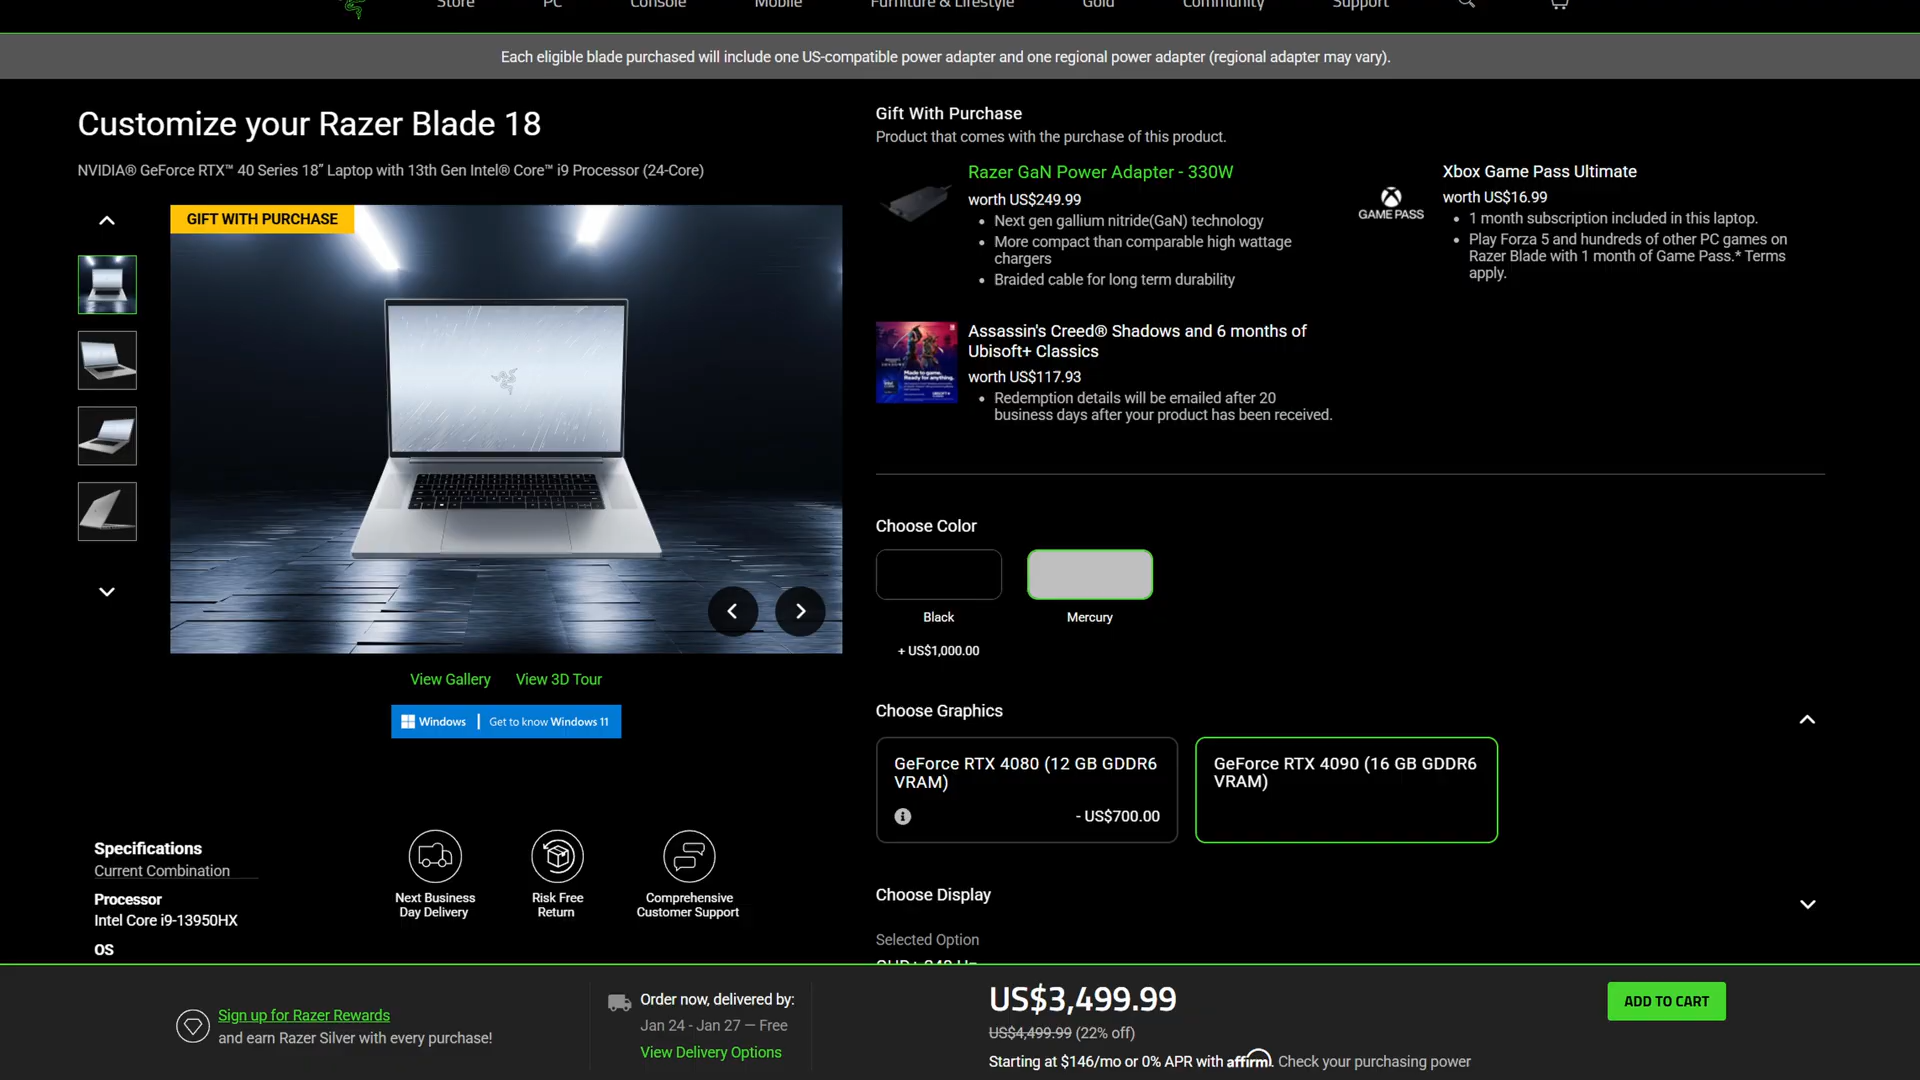 Store PC Console Mobile Furniture & Lifestyle Gold Community Support
Each eligible blade purchased will include one US-compatible power adapter and one regional power adapter (regional adapter may vary).
Customize your Razer Blade 18
NVIDIA® GeForce RTX™ 40 Series 18” Laptop with 13th Gen Intel® Core™ i9 Processor (24-Core)
GIFT WITH PURCHASE
View Gallery View 3D Tour
Windows | Get to know Windows 11
Specifications
Current Combination
Processor
Intel Core i9-13950HX
OS
Next Business
Day Delivery
Risk Free
Return
Comprehensive
Customer Support
Gift With Purchase
Product that comes with the purchase of this product.
Razer GaN Power Adapter - 330W
worth US$249.99
• Next gen gallium nitride(GaN) technology
• More compact than comparable high wattage
chargers
• Braided cable for long term durability
GAME PASS
Xbox Game Pass Ultimate
worth US$16.99
• 1 month subscription included in this laptop.
• Play Forza 5 and hundreds of other PC games on
Razer Blade with 1 month of Game Pass.* Terms
apply.
Made to game.
Ready for anything.
Assassin's Creed® Shadows and 6 months of
Ubisoft+ Classics
worth US$117.93
• Redemption details will be emailed after 20
business days after your product has been received.
Choose Color
Black
+ US$1,000.00
Mercury
Choose Graphics
GeForce RTX 4080 (12 GB GDDR6
VRAM)
- US$700.00
GeForce RTX 4090 (16 GB GDDR6
VRAM)
Choose Display
Selected Option
Sign up for Razer Rewards
and earn Razer Silver with every purchase!
Order now, delivered by:
Jan 24 - Jan 27 — Free
View Delivery Options
US$3,499.99
US$4,499.99 (22% off)
Starting at $146/mo or 0% APR with affirm. Check your purchasing power
ADD TO CART